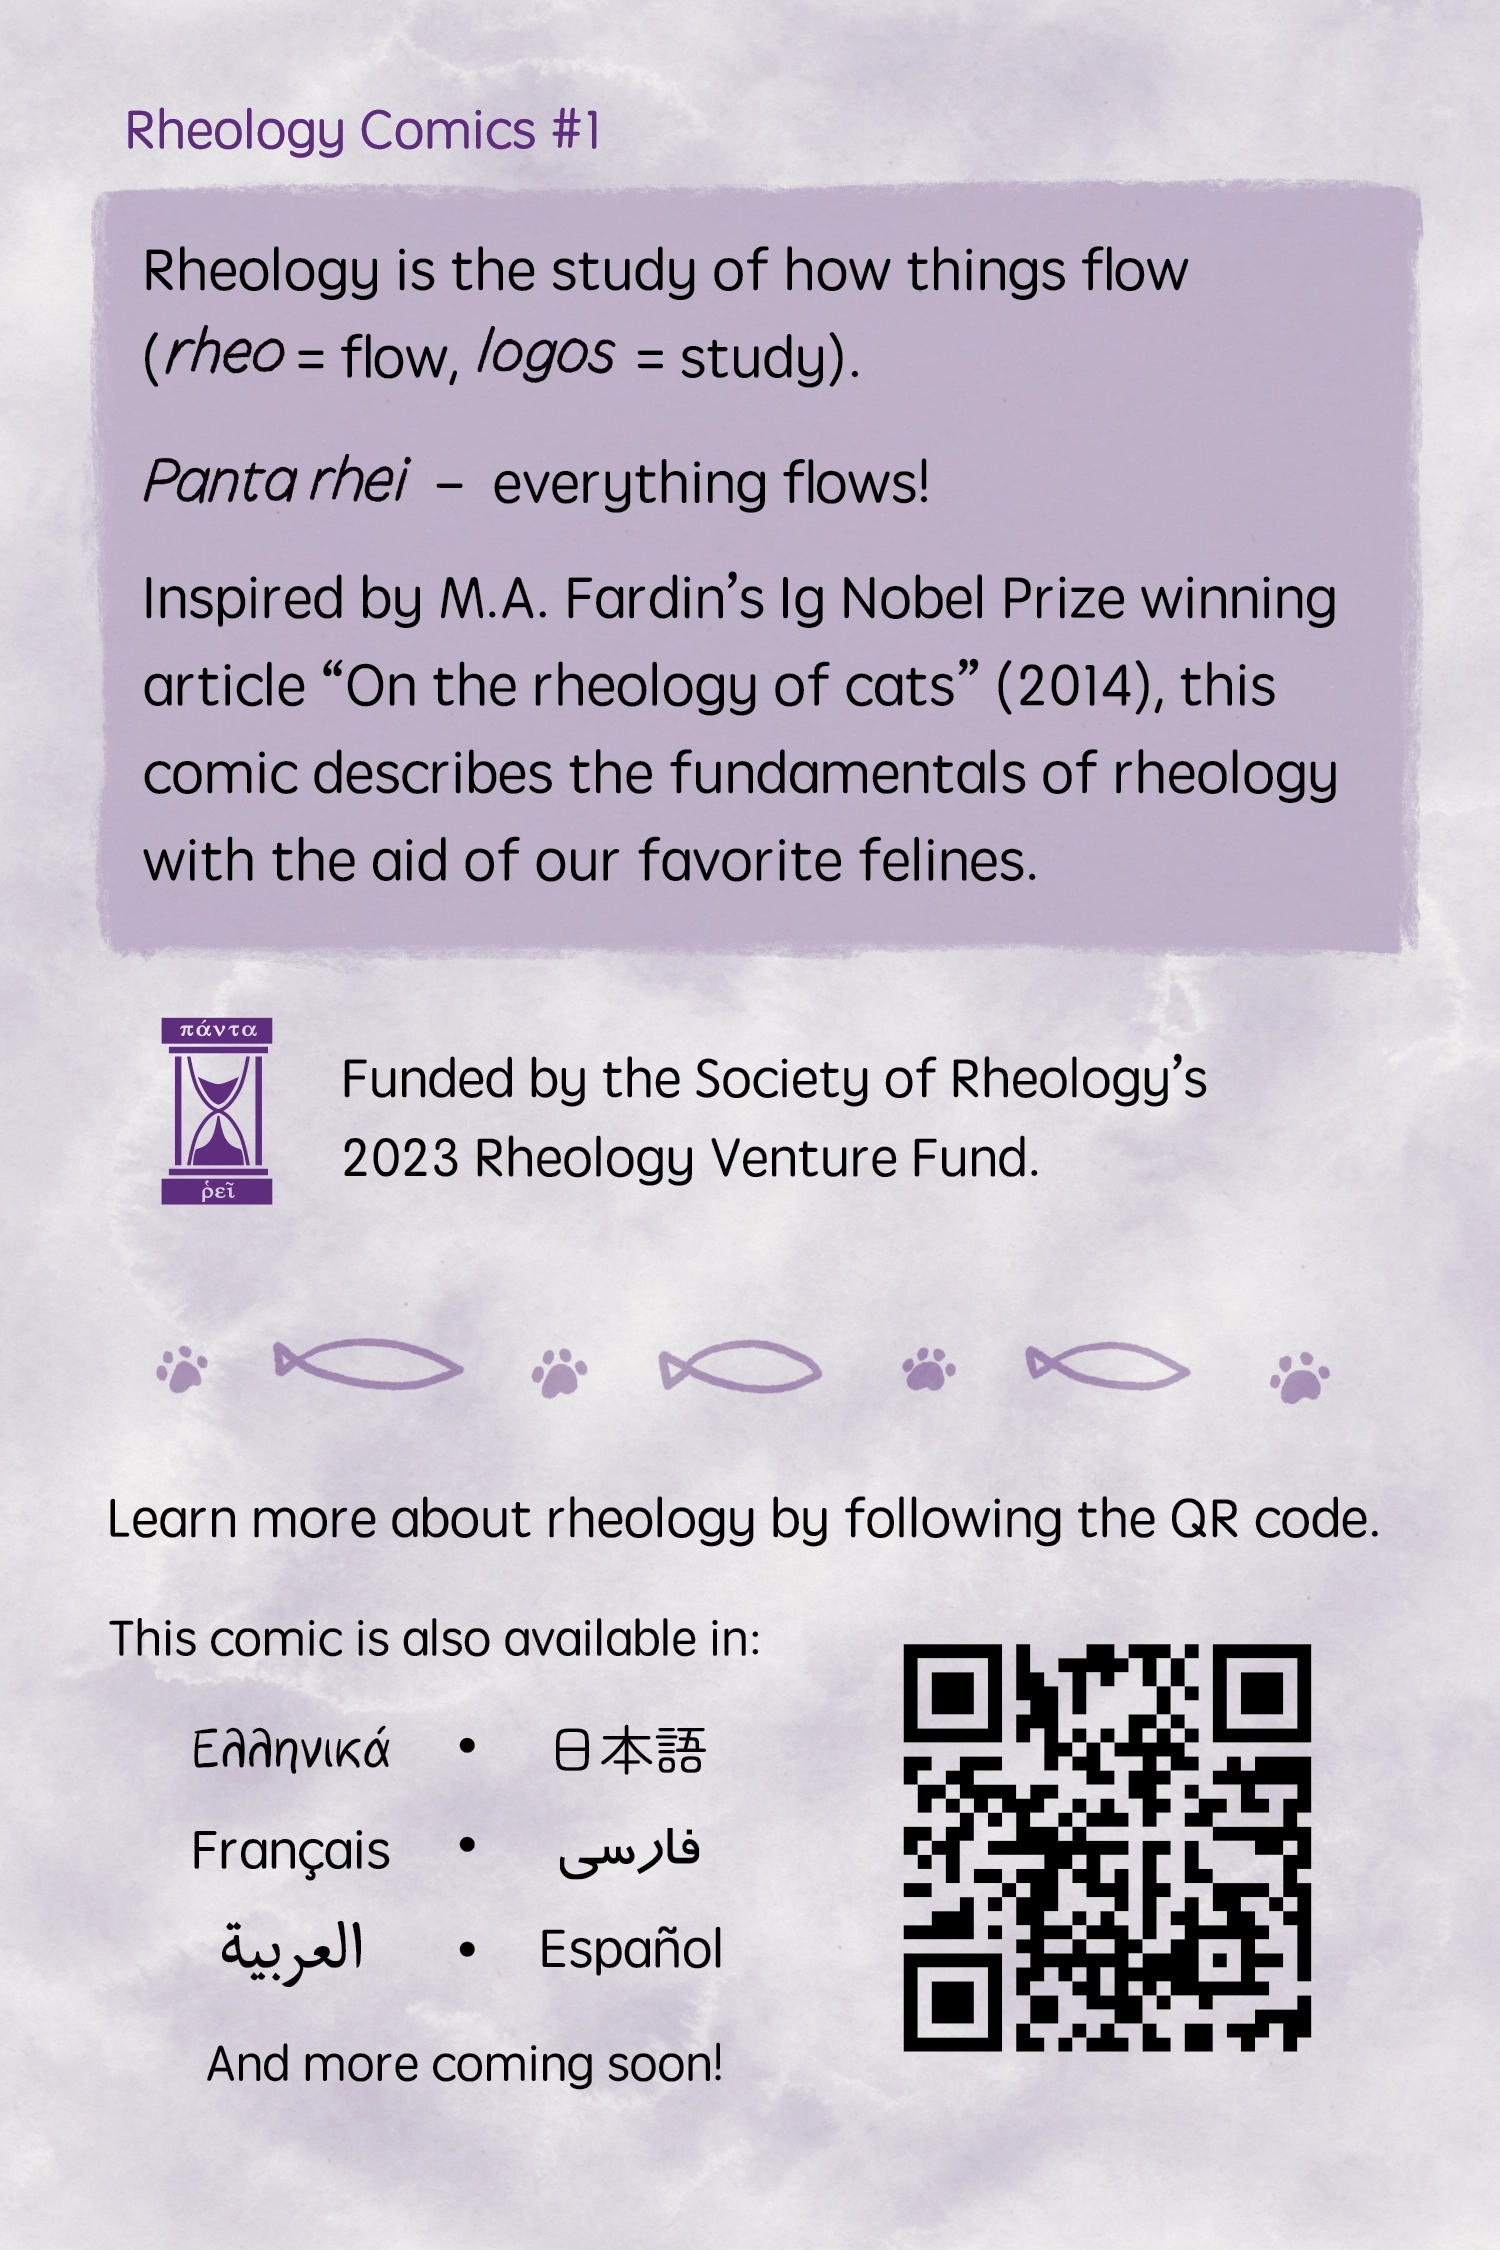 Rheology Comics #1
Rheology is the study of how things flow
(rheo = flow, logos = study).
Panta rhei – everything flows!
Inspired by M.A. Fardin’s Ig Nobel Prize winning
article “On the rheology of cats” (2014), this
comic describes the fundamentals of rheology
with the aid of our favorite felines.
πάντα
ῥεῖ
Funded by the Society of Rheology’s
2023 Rheology Venture Fund.
Learn more about rheology by following the QR code.
This comic is also available in:
Ελληνικά • 日本語
Français • فارسی
العربية • Español
And more coming soon!